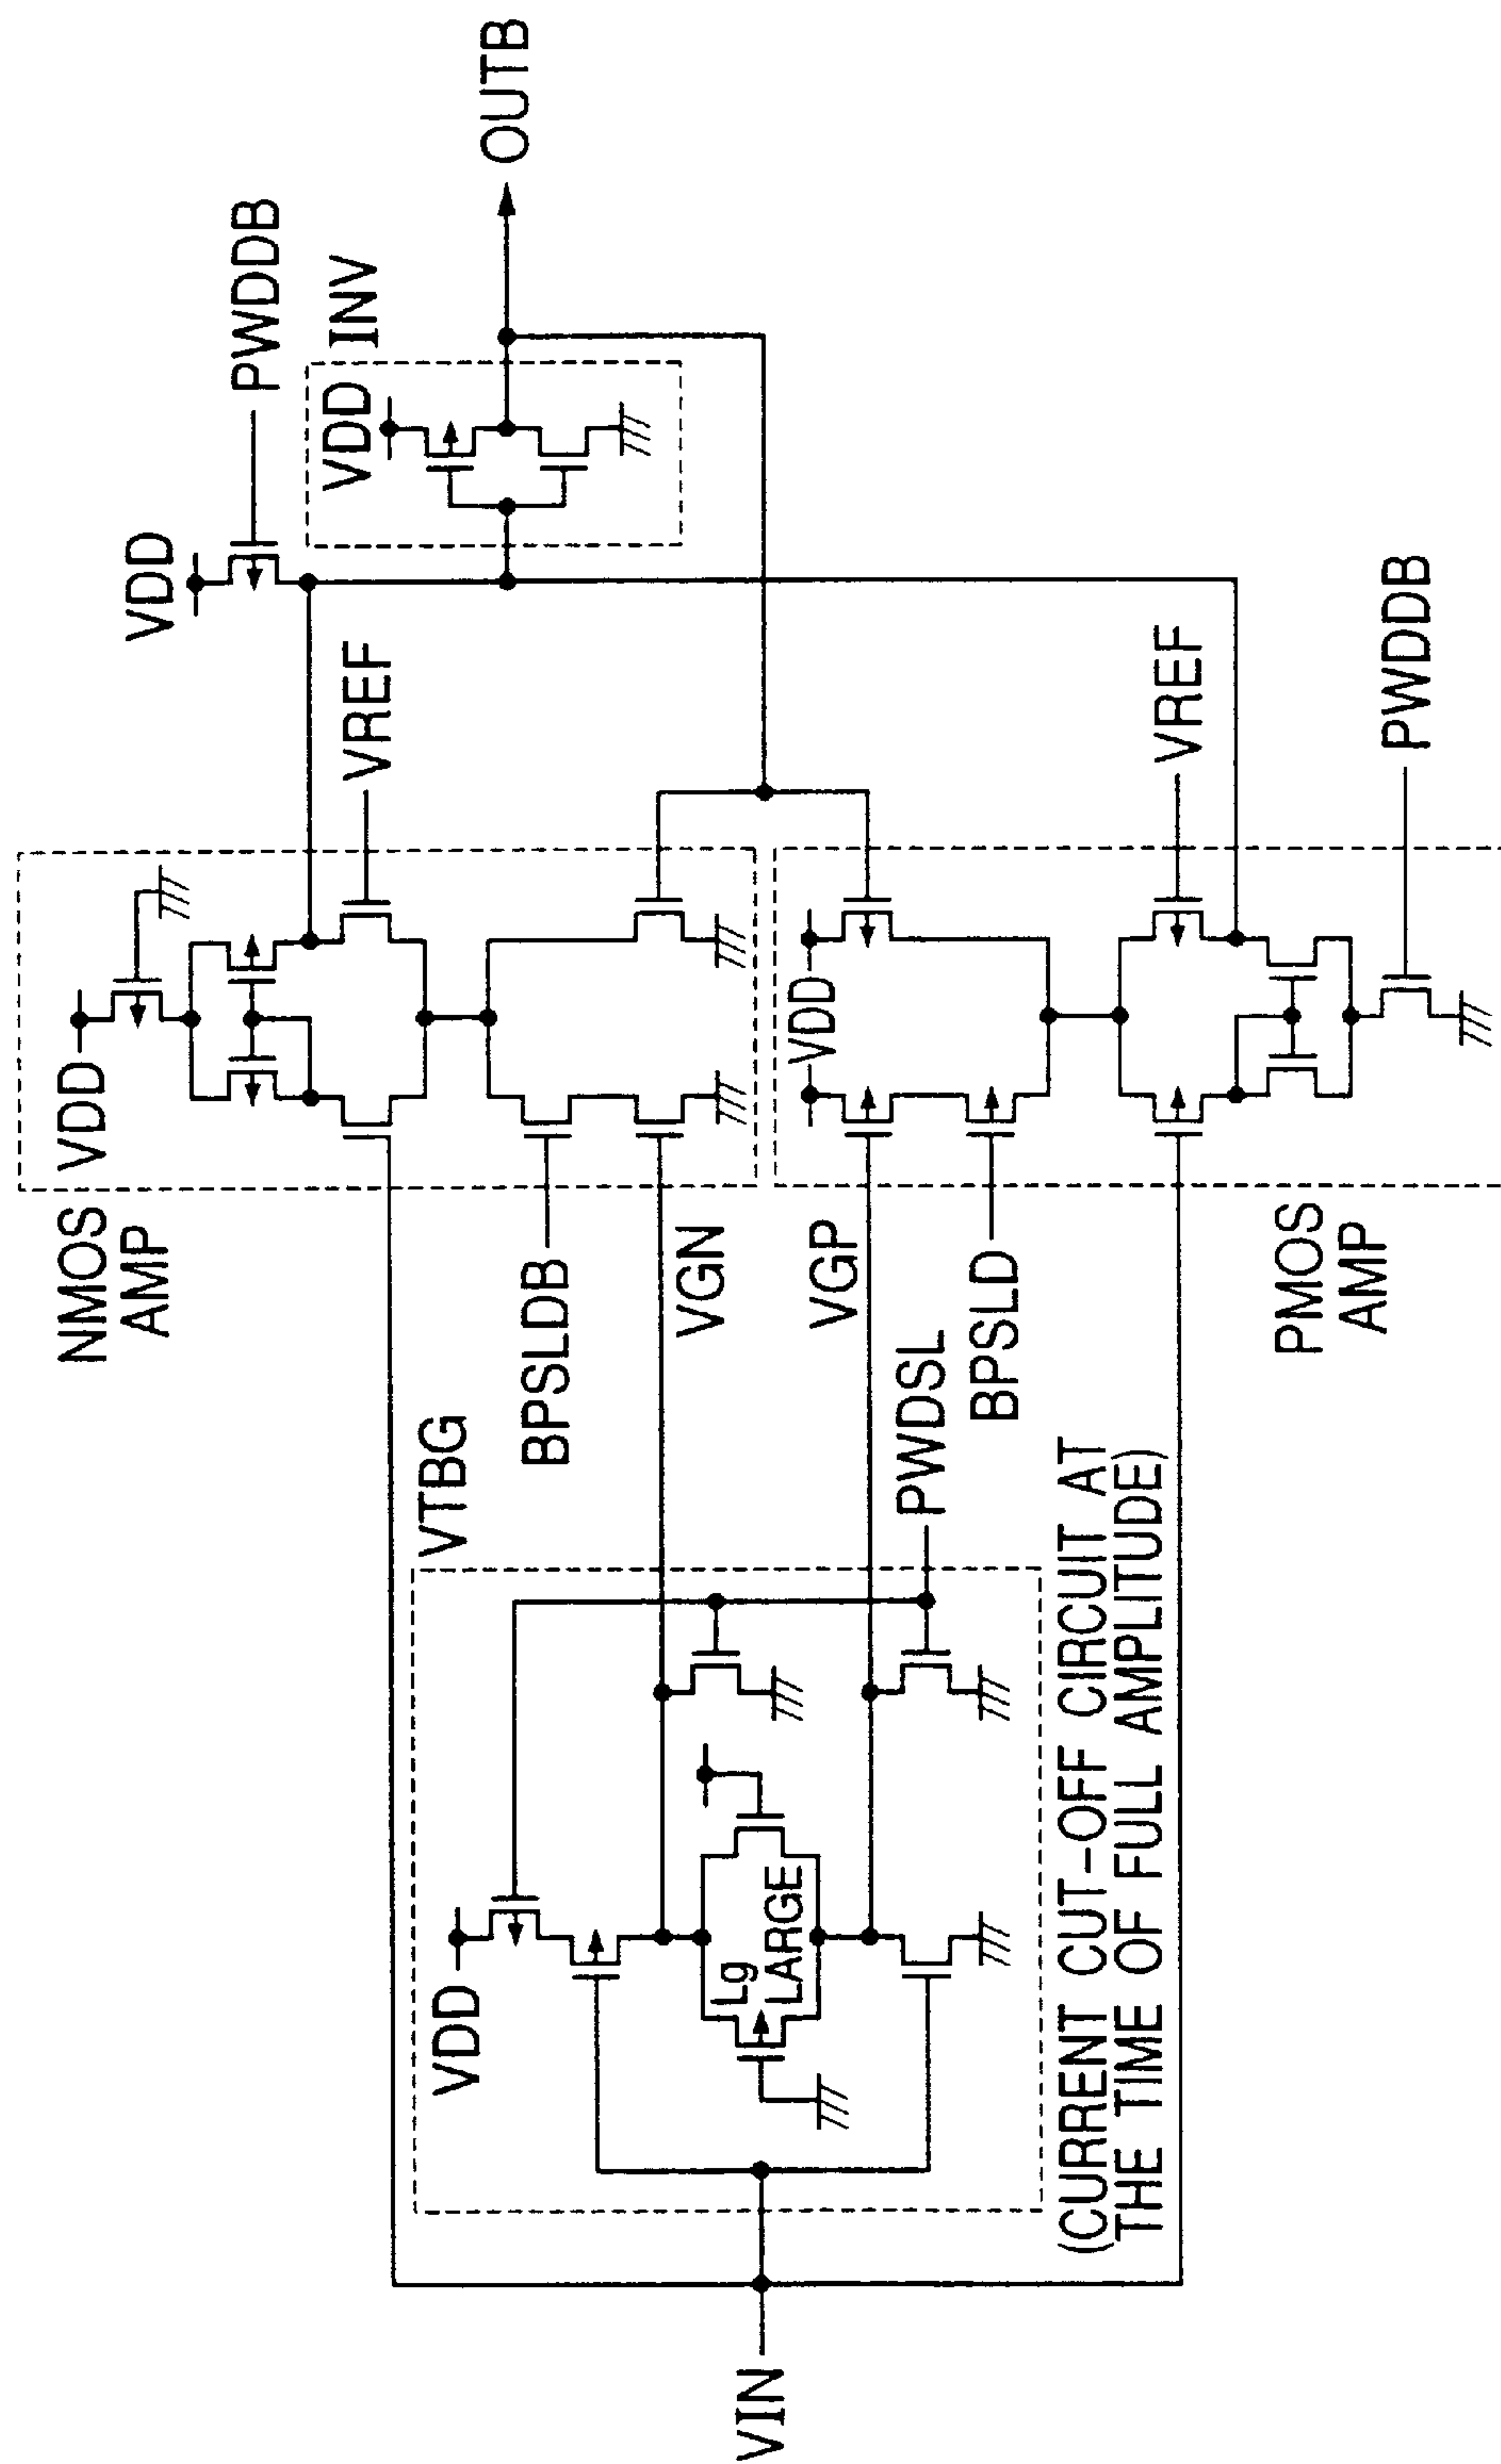 VIN
VTBG
VDD
Lg
LARGE
PWDSL
(CURRENT CUT-OFF CIRCUIT AT
THE TIME OF FULL AMPLITUDE)
NMOS
AMP
VDD
BPSLDB
VGN
VGP
BPSLD
PMOS
AMP
VDD
VREF
VREF
VDD
PWDDB
VDD
INV
PWDDB
OUTB